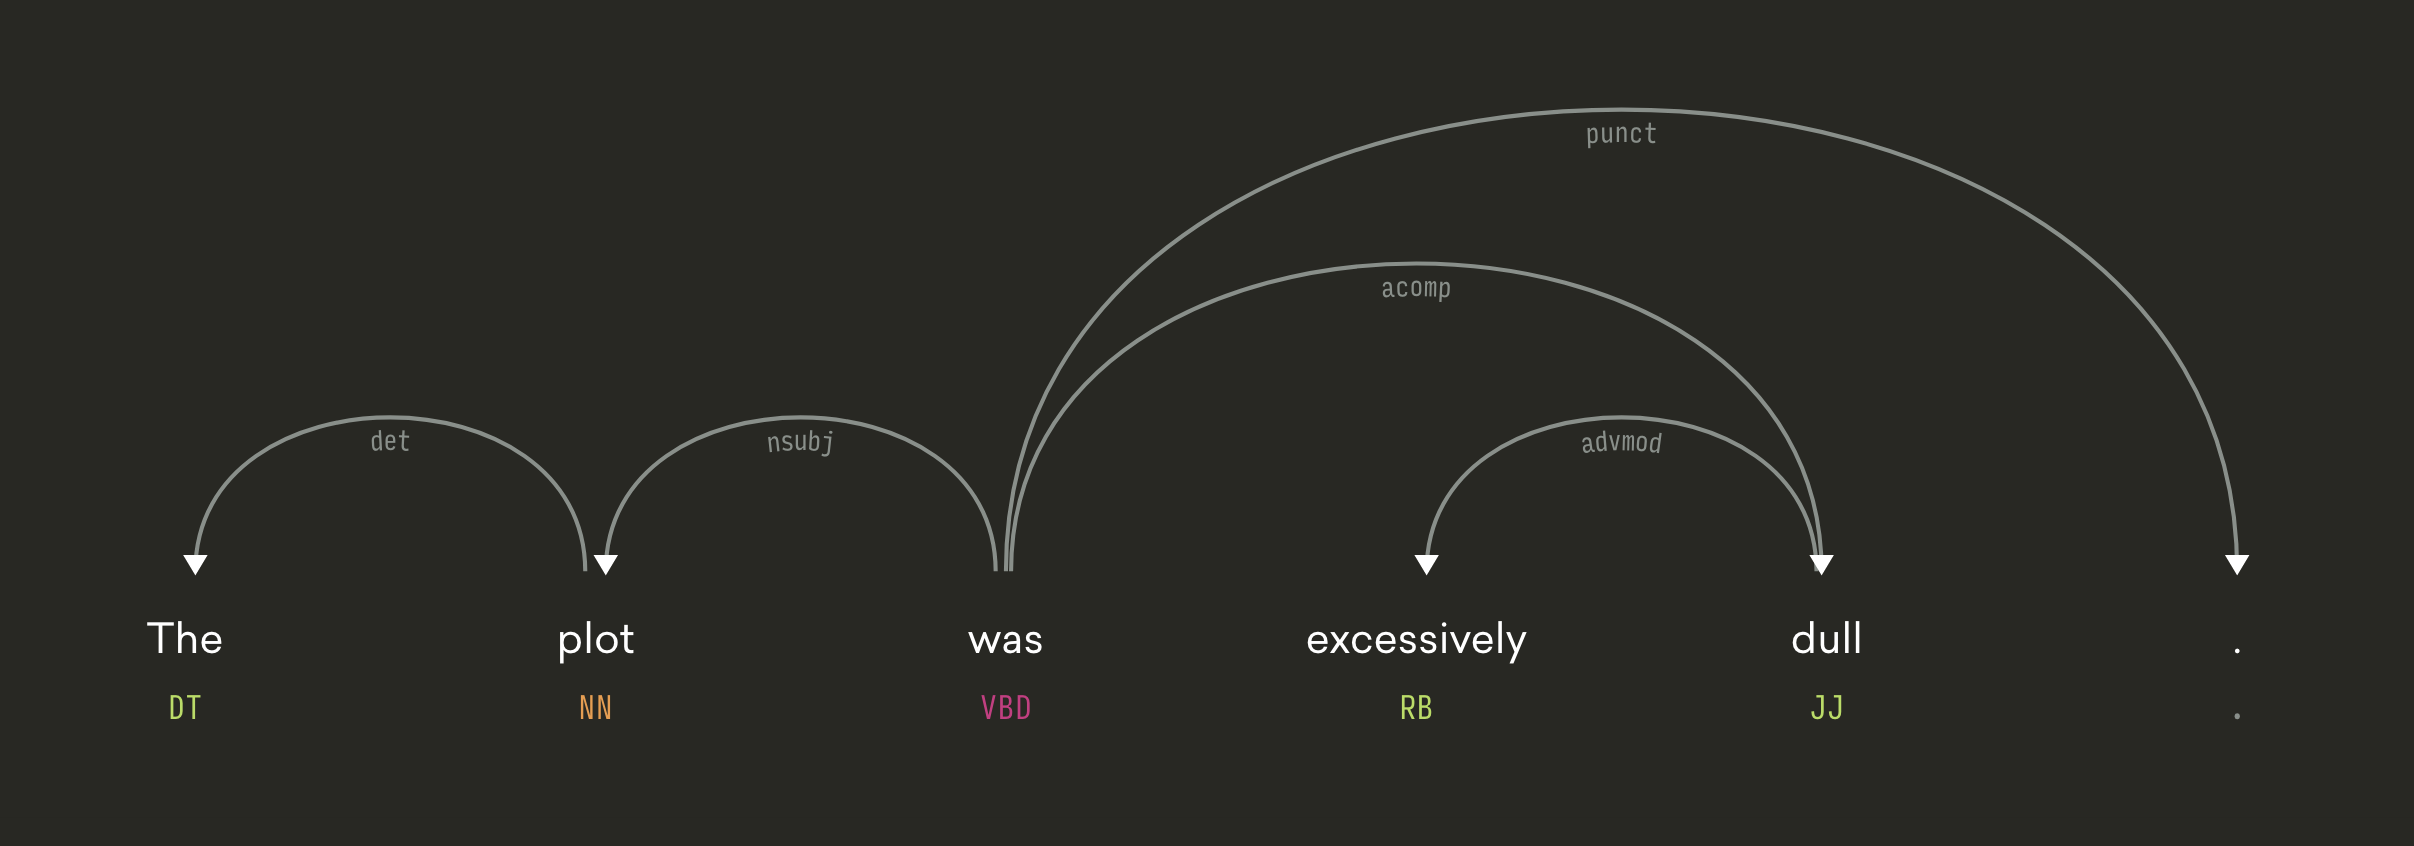 punct
acomp
det nsubj advmod
The plot was excessively dull .
DT NN VBD RB JJ .